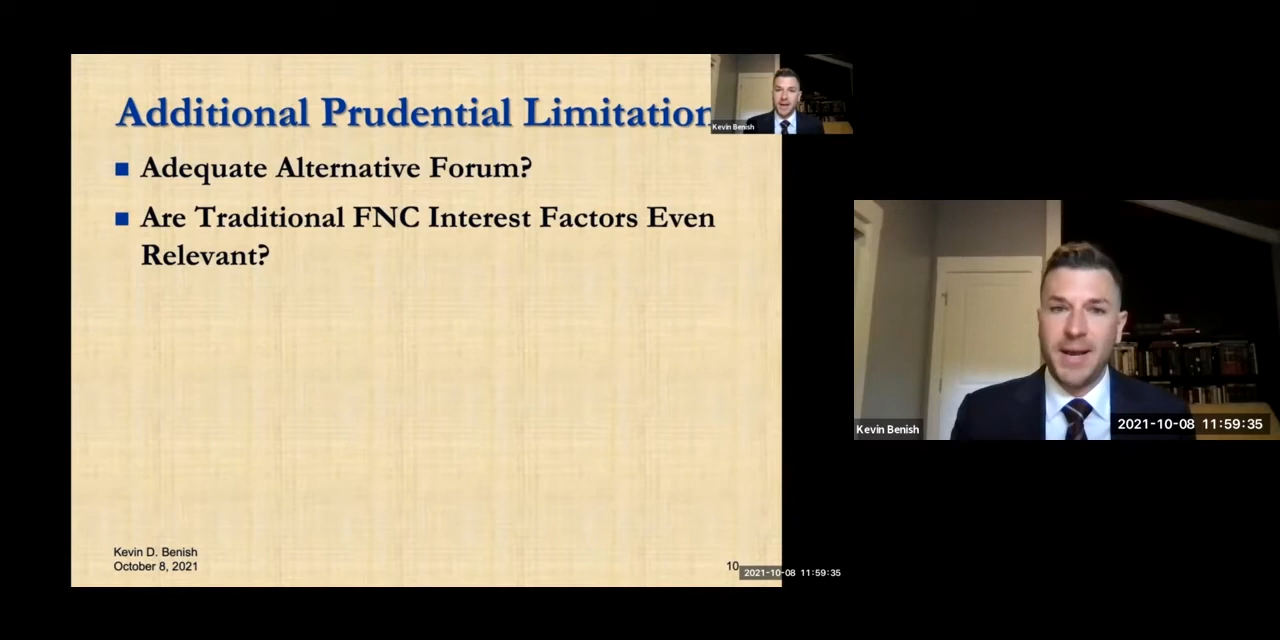 Additional Prudential Limitation
Kevin Benish
■ Adequate Alternative Forum?
■ Are Traditional FNC Interest Factors Even
Relevant?
Kevin Benish
2021-10-08 11:59:35
Kevin D. Benish
October 8, 2021
10
2021-10-08 11:59:35